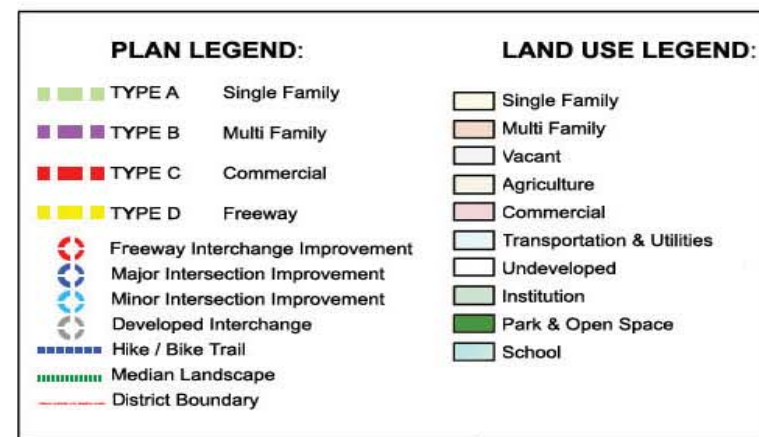 PLAN LEGEND:
TYPE A Single Family
TYPE B Multi Family
TYPE C Commercial
TYPE D Freeway
Freeway Interchange Improvement
Major Intersection Improvement
Minor Intersection Improvement
Developed Interchange
Hike / Bike Trail
Median Landscape
District Boundary
LAND USE LEGEND:
Single Family
Multi Family
Vacant
Agriculture
Commercial
Transportation & Utilities
Undeveloped
Institution
Park & Open Space
School